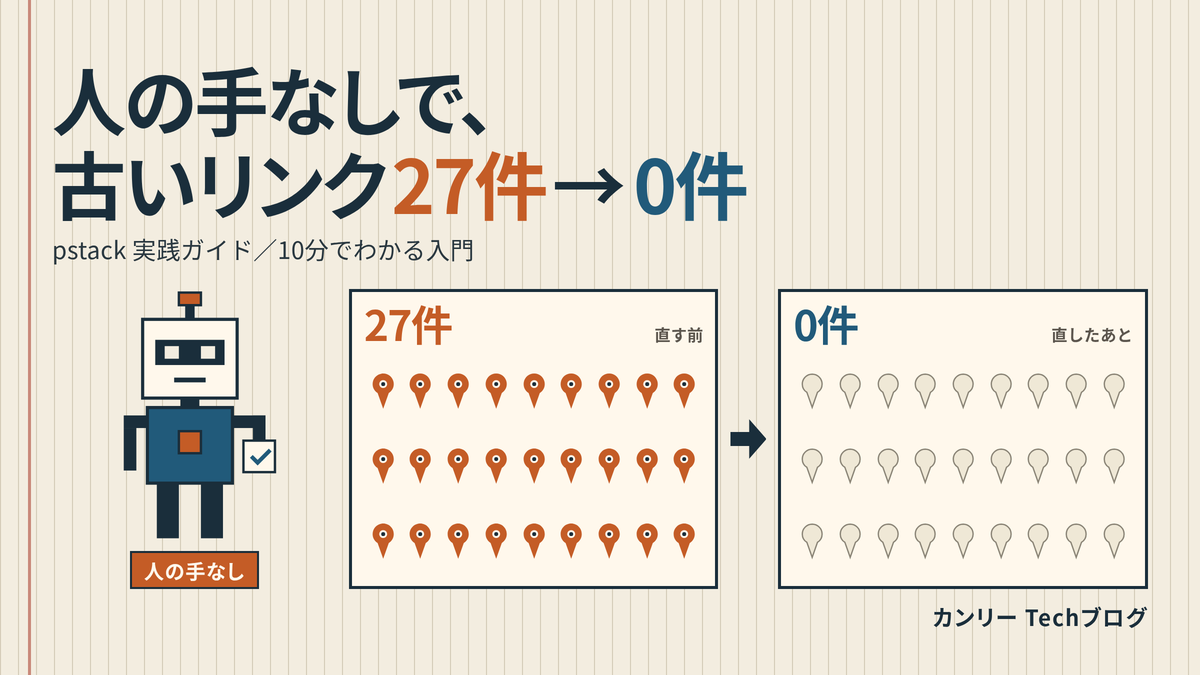 人の手なしで、
古いリンク27件→0件
pstack 実践ガイド／10分でわかる入門
27件
直す前
0件
直したあと
人の手なし
カンリー Techブログ